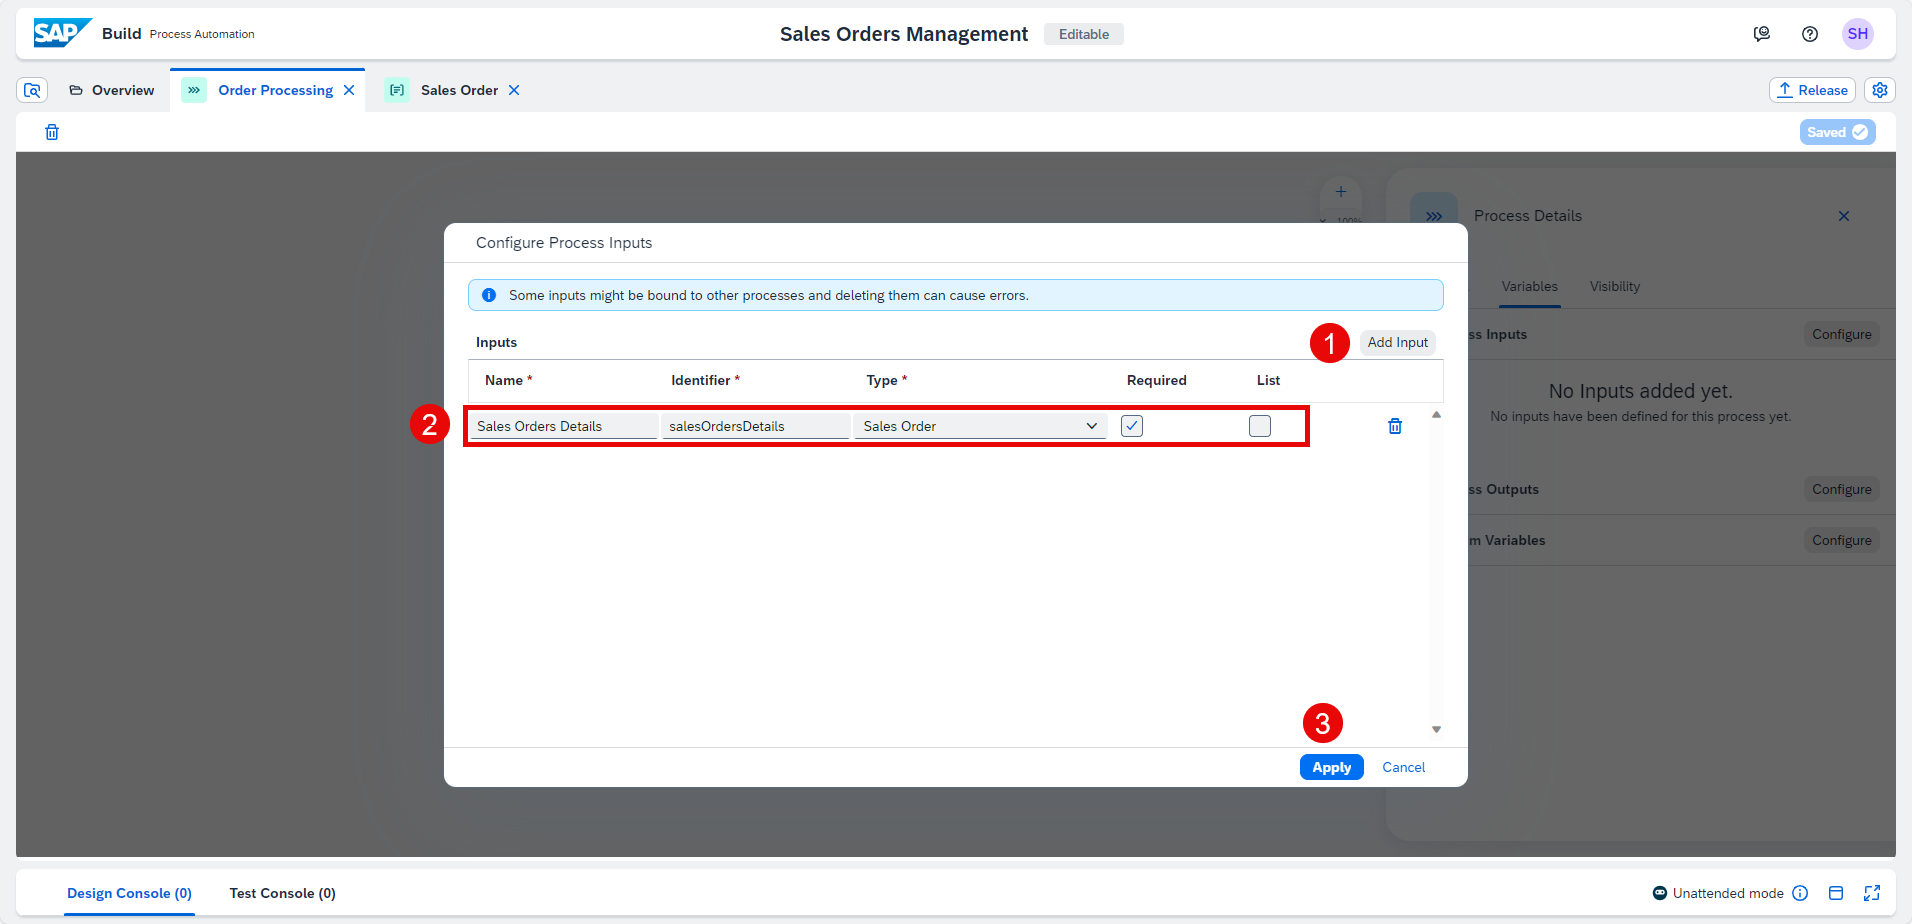 SAP Build Process Automation
Sales Orders Management Editable
SH
Overview
Order Processing
Sales Order
Release
Saved
100%
Process Details
Configure Process Inputs
Some inputs might be bound to other processes and deleting them can cause errors.
Variables Visibility
Inputs
1 Add Input
ss Inputs Configure
Name * Identifier * Type * Required List
No Inputs added yet.
No inputs have been defined for this process yet.
2 Sales Orders Details salesOrdersDetails Sales Order
ss Outputs Configure
m Variables Configure
3
Apply Cancel
Design Console (0) Test Console (0)
Unattended mode